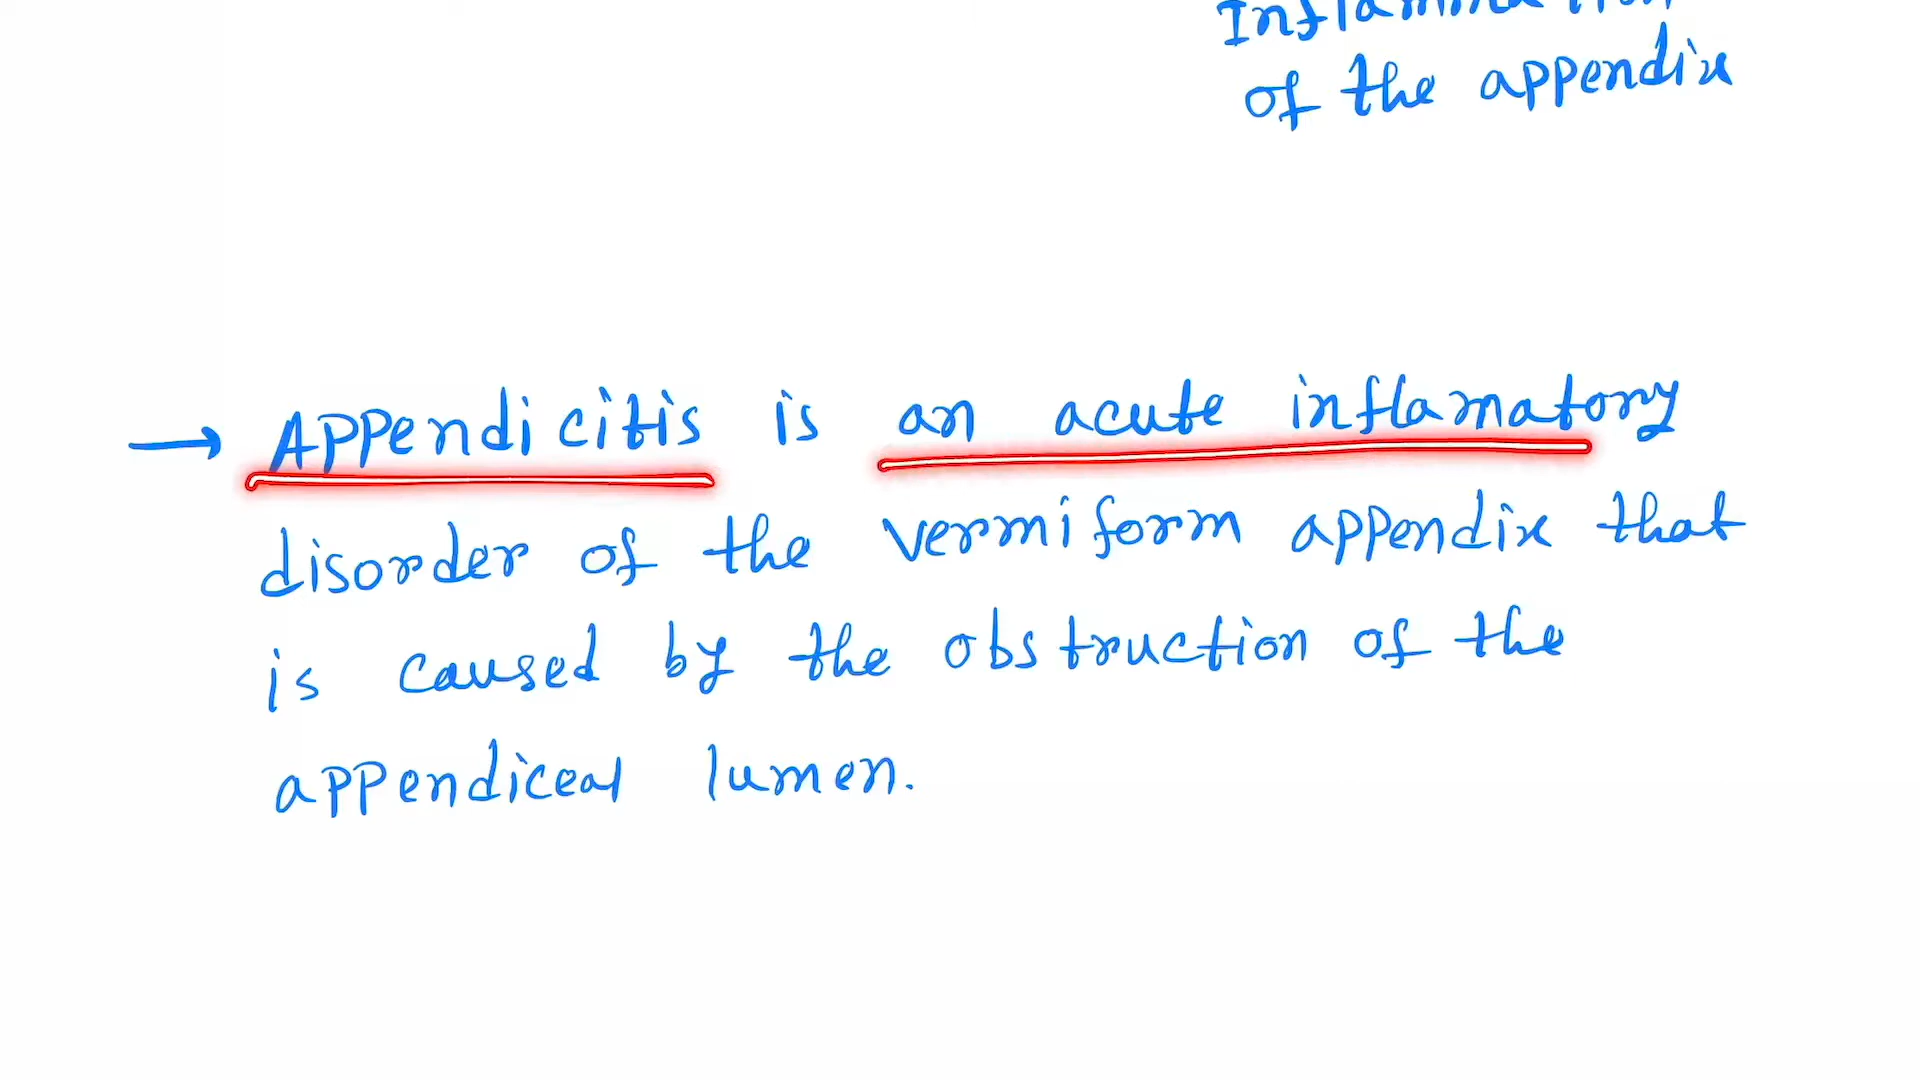 Inflammation
of the appendix
→ Appendicitis is an acute inflamatory
disorder of the vermiform appendix that
is caused by the obstruction of the
appendiceal lumen.